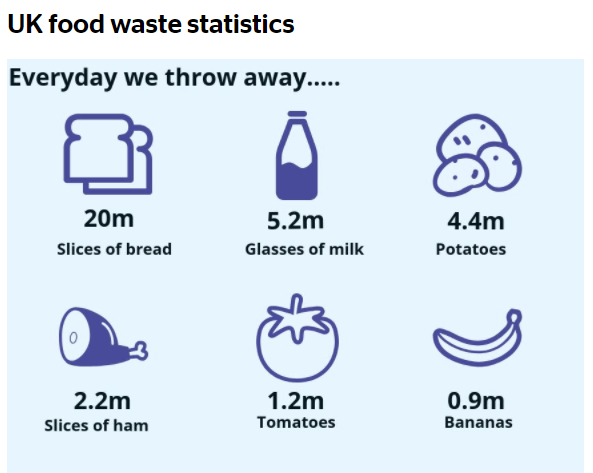 UK food waste statistics
Everyday we throw away.....
20m
Slices of bread
5.2m
Glasses of milk
4.4m
Potatoes
2.2m
Slices of ham
1.2m
Tomatoes
0.9m
Bananas